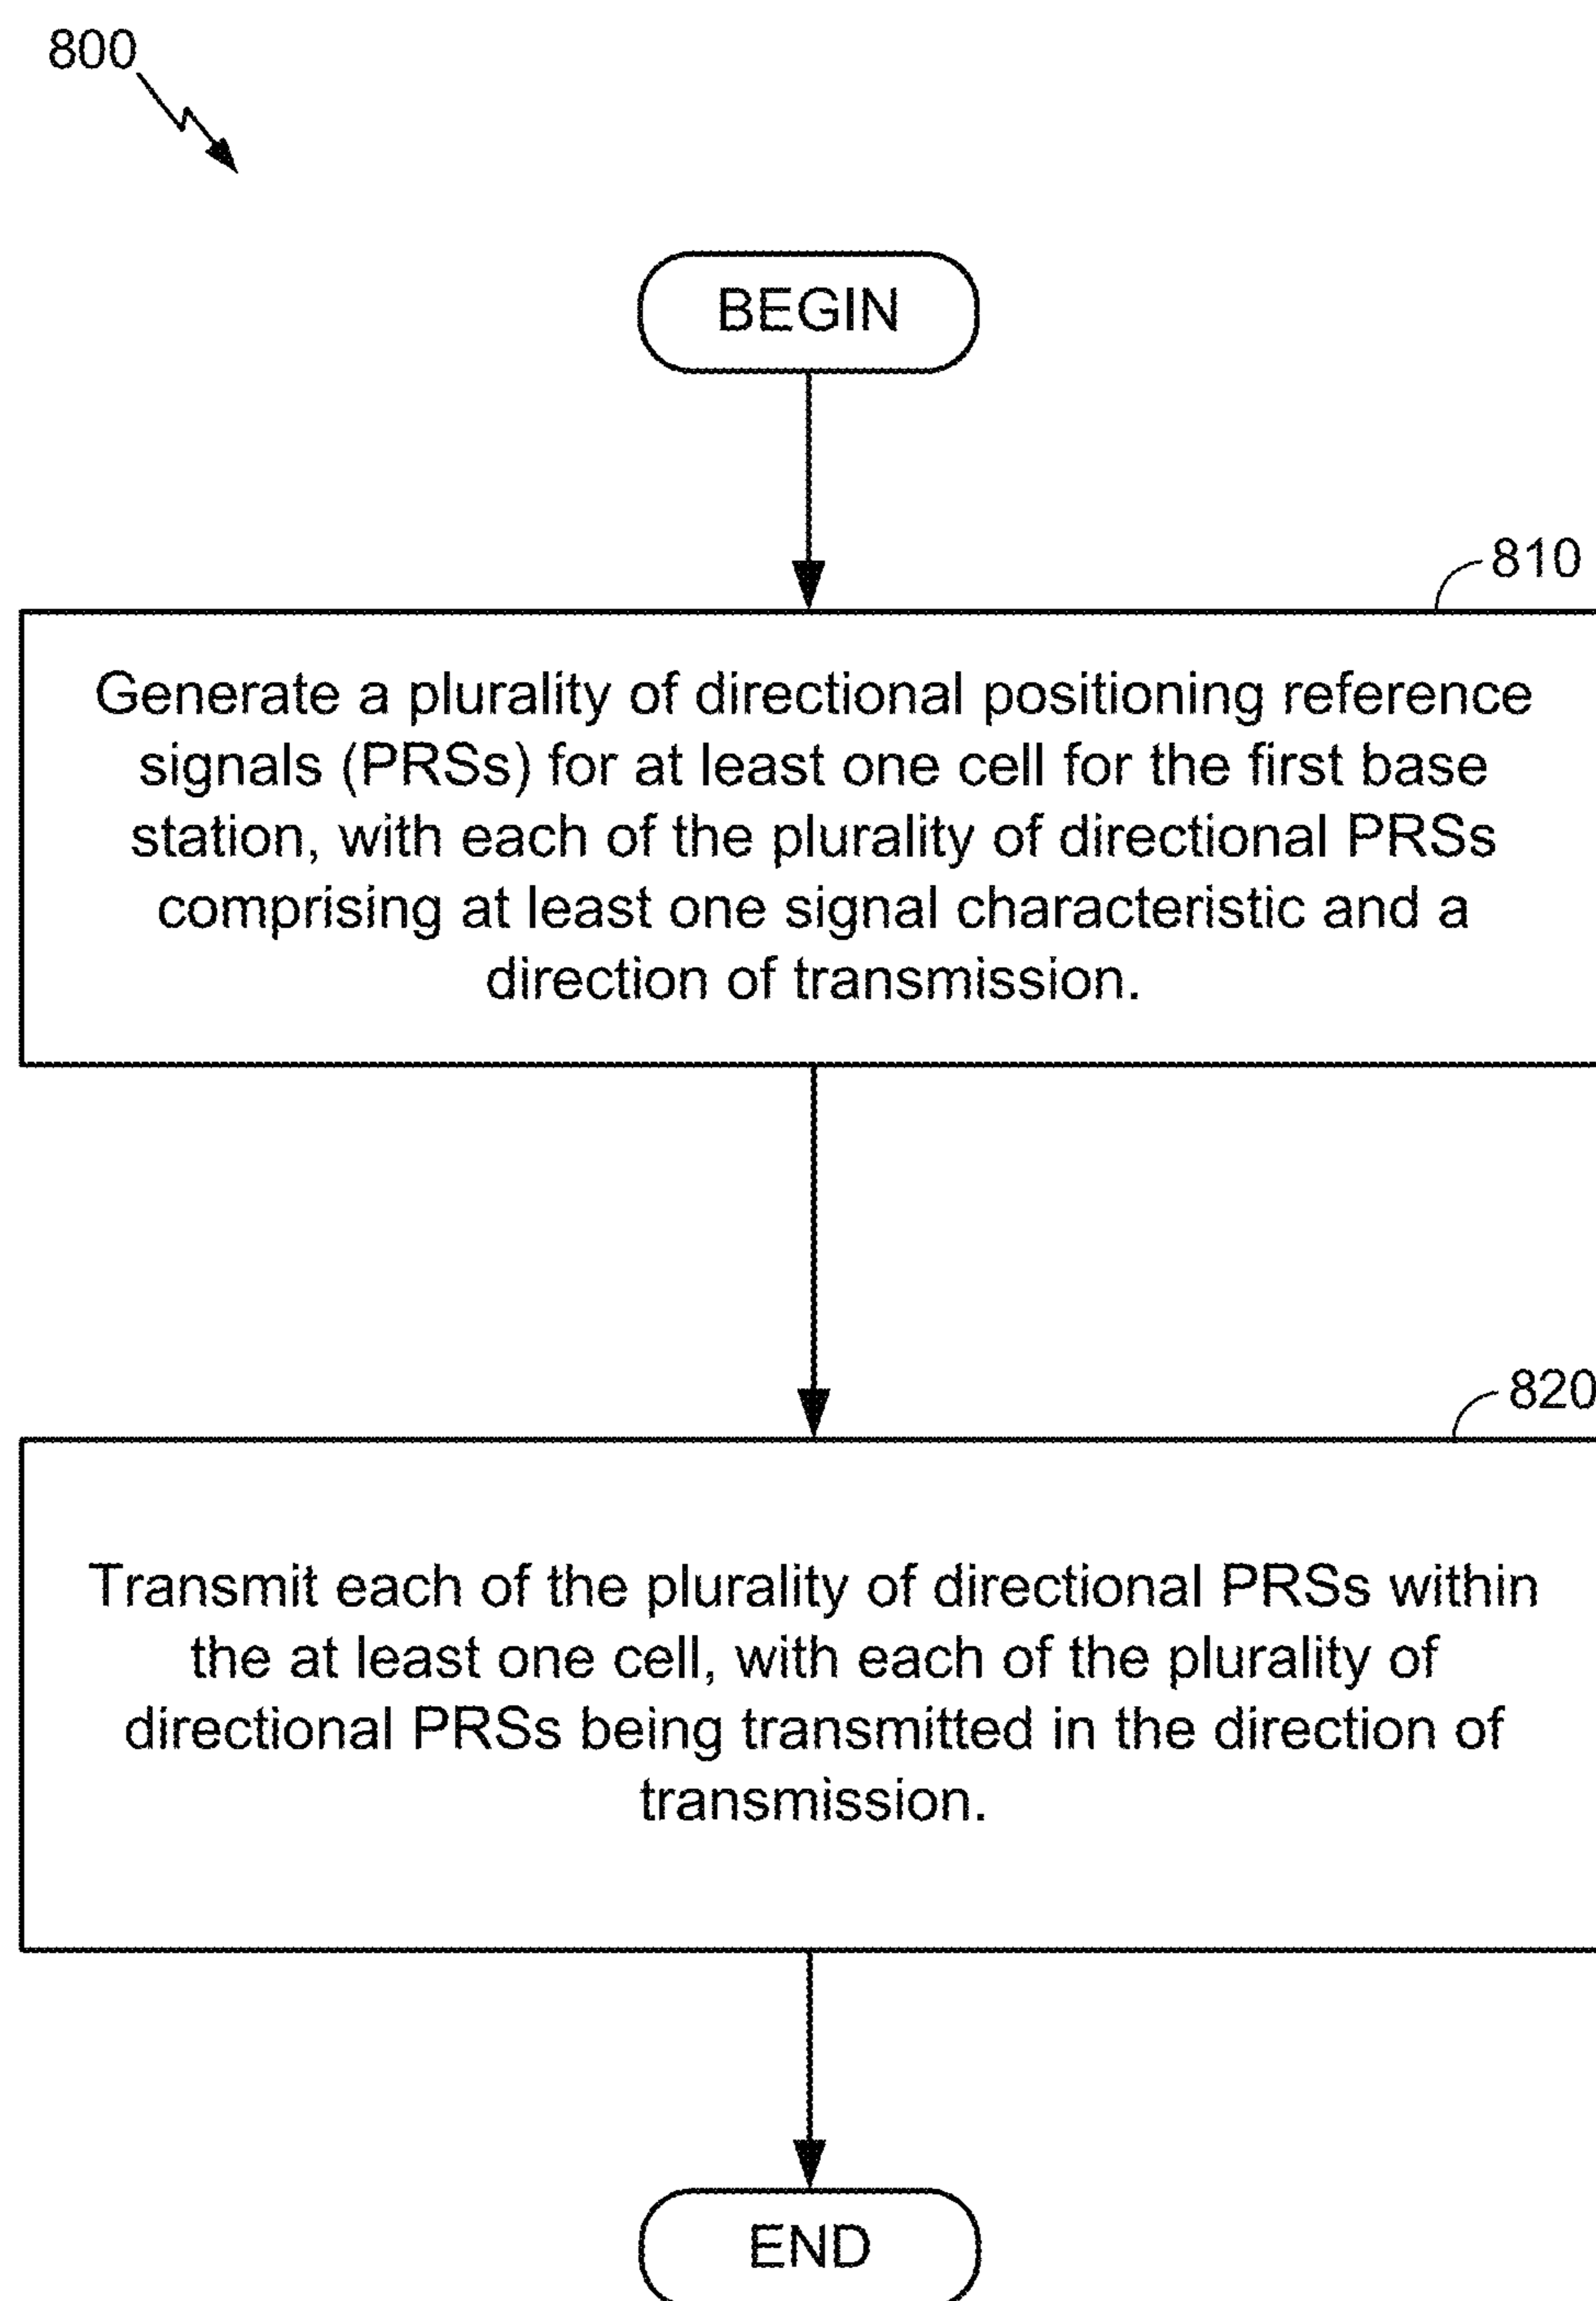 800
BEGIN
810
Generate a plurality of directional positioning reference
signals (PRSs) for at least one cell for the first base
station, with each of the plurality of directional PRSs
comprising at least one signal characteristic and a
direction of transmission.
820
Transmit each of the plurality of directional PRSs within
the at least one cell, with each of the plurality of
directional PRSs being transmitted in the direction of
transmission.
END